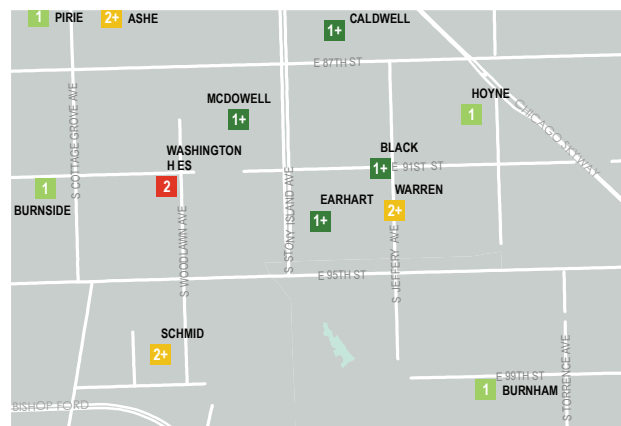 1 PIRIE
2+ ASHE
CALDWELL
1+
E 87TH ST
S COTTAGE GROVE AVE
MCDOWELL
1+
HOYNE
1
CHICAGO SKYWAY
WASHINGTON
H ES
2
BLACK
1+
E 91ST ST
1
BURNSIDE
S WOODLAWN AVE
S STONY ISLAND AVE
EARHART
1+
WARREN
2+
S JEFFERY AVE
E 95TH ST
SCHMID
2+
E 99TH ST
1
BURNHAM
S TORRENCE AVE
BISHOP FORD